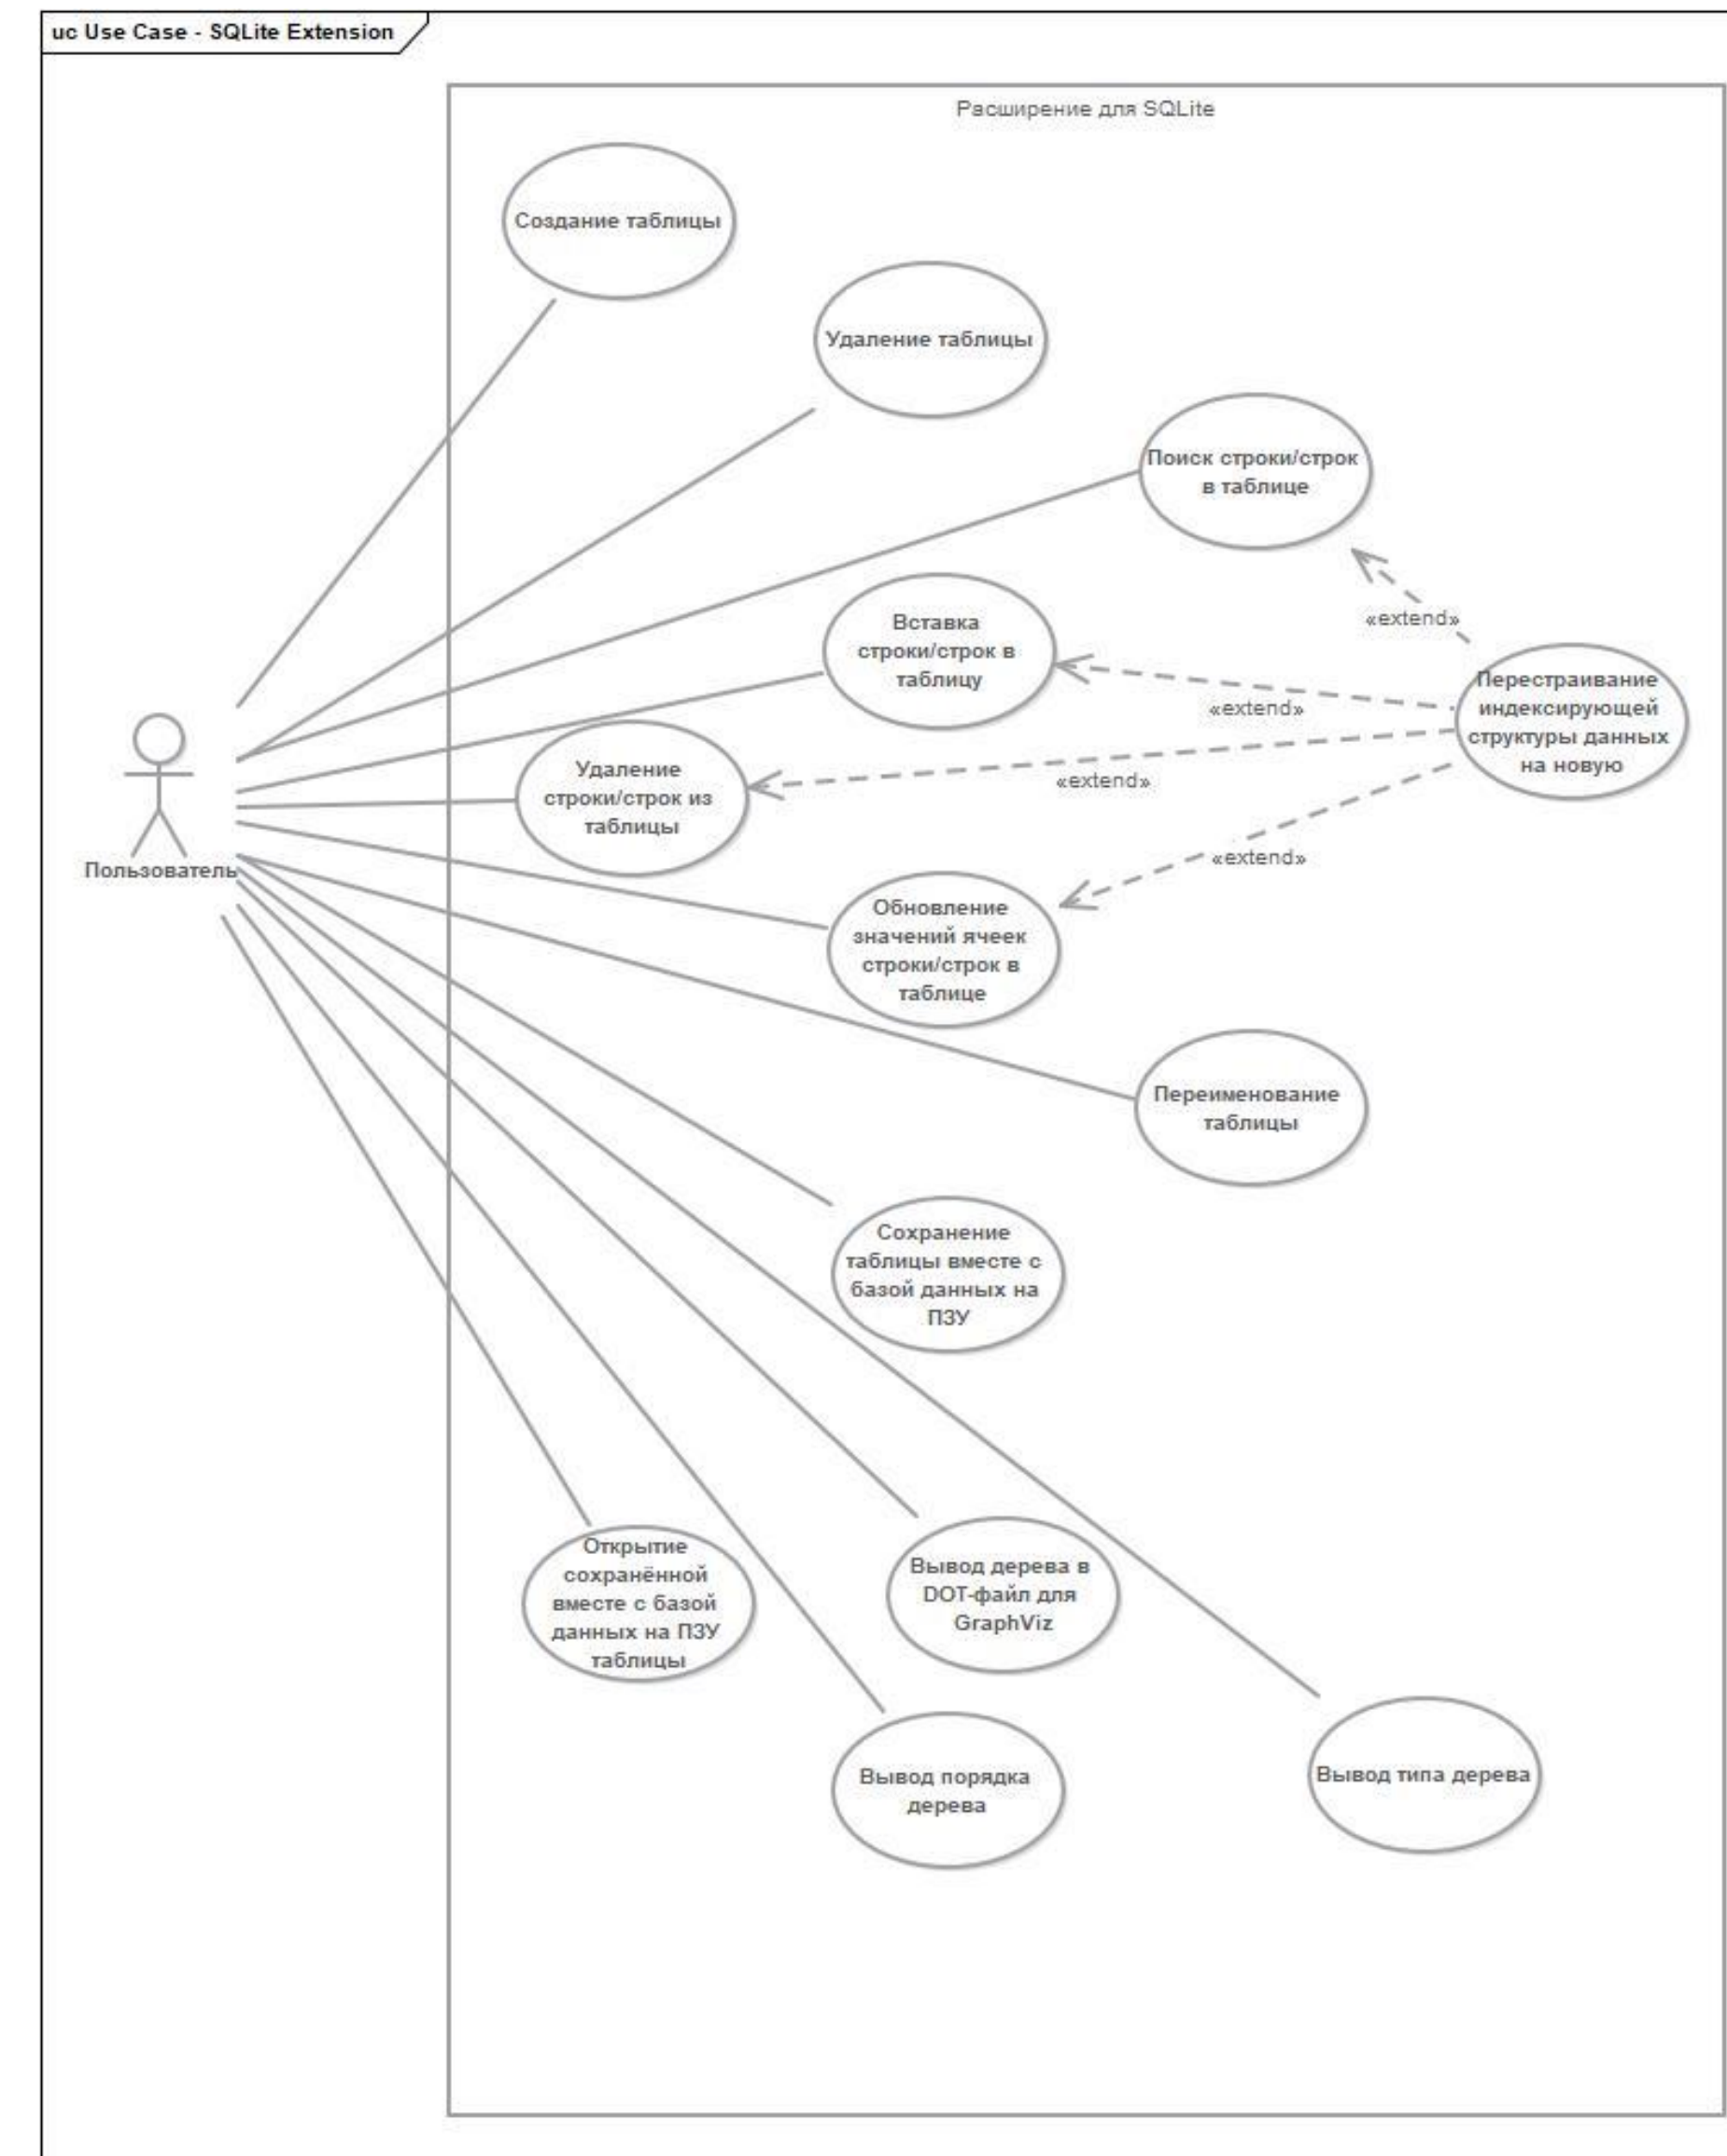 uc Use Case - SQLite Extension
Расширение для SQLite
Создание таблицы
Удаление таблицы
Поиск строки/строк
в таблице
Вставка
строки/строк в
таблицу
«extend»
«extend»
Перестраивание
индексирующей
структуры данных
на новую
Удаление
строки/строк из
таблицы
«extend»
«extend»
Пользователь
Обновление
значений ячеек
строки/строк в
таблице
Переименование
таблицы
Сохранение
таблицы вместе с
базой данных на
ПЗУ
Открытие
сохранённой
вместе с базой
данных на ПЗУ
таблицы
Вывод дерева в
DOT-файл для
GraphViz
Вывод порядка
дерева
Вывод типа дерева